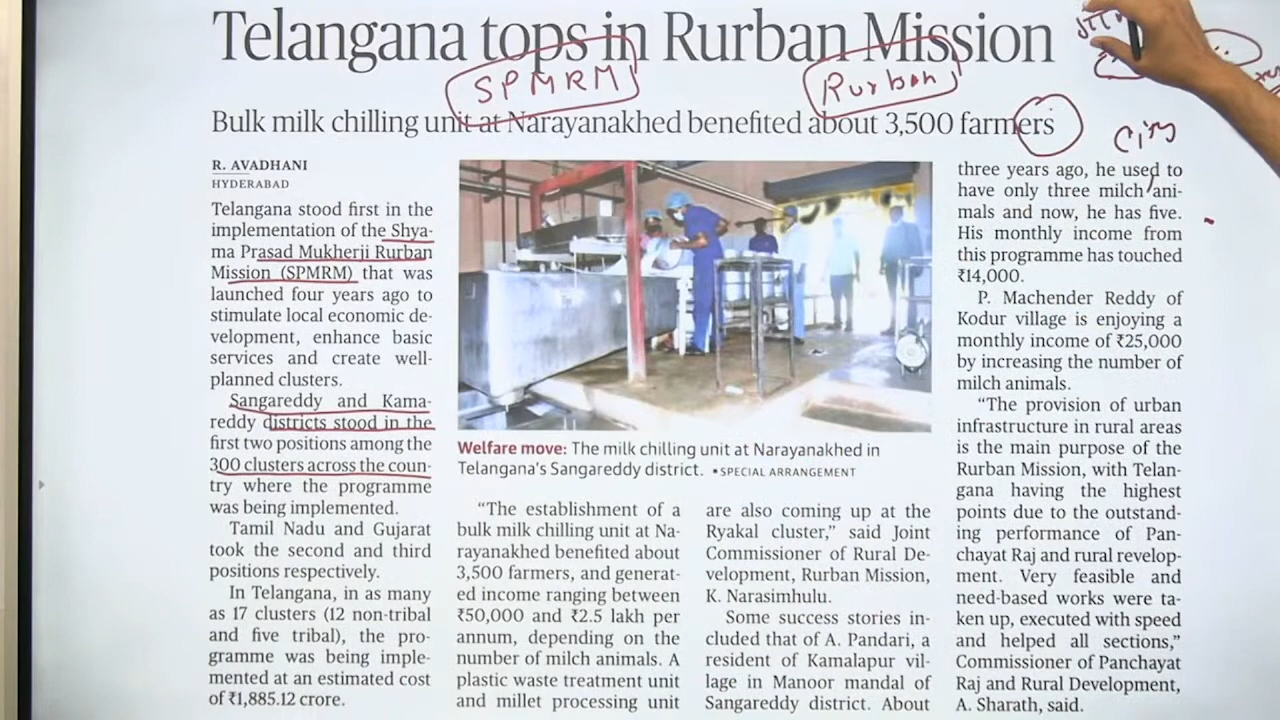 Telangana tops in Rurban Mission
SPMRM
Rurban
Bulk milk chilling unit at Narayanakhed benefited about 3,500 farmers
City
R. AVADHANI
HYDERABAD
Telangana stood first in the
implementation of the Shya-
ma Prasad Mukherji Rurban
Mission (SPMRM) that was
launched four years ago to
stimulate local economic de-
velopment, enhance basic
services and create well-
planned clusters.
Sangareddy and Kama-
reddy districts stood in the
first two positions among the
300 clusters across the coun-
try where the programme
was being implemented.
Tamil Nadu and Gujarat
took the second and third
positions respectively.
In Telangana, in as many
as 17 clusters (12 non-tribal
and five tribal), the pro-
gramme was being imple-
mented at an estimated cost
of ₹1,885.12 crore.
Welfare move: The milk chilling unit at Narayanakhed in
Telangana's Sangareddy district. •SPECIAL ARRANGEMENT
“The establishment of a
bulk milk chilling unit at Na-
rayanakhed benefited about
3,500 farmers, and generat-
ed income ranging between
₹50,000 and ₹2.5 lakh per
annum, depending on the
number of milch animals. A
plastic waste treatment unit
and millet processing unit
are also coming up at the
Ryakal cluster,” said Joint
Commissioner of Rural De-
velopment, Rurban Mission,
K. Narasimhulu.
Some success stories in-
cluded that of A. Pandari, a
resident of Kamalapur vil-
lage in Manoor mandal of
Sangareddy district. About
three years ago, he used to
have only three milch ani-
mals and now, he has five.
His monthly income from
this programme has touched
₹14,000.
P. Machender Reddy of
Kodur village is enjoying a
monthly income of ₹25,000
by increasing the number of
milch animals.
“The provision of urban
infrastructure in rural areas
is the main purpose of the
Rurban Mission, with Telan-
gana having the highest
points due to the outstand-
ing performance of Pan-
chayat Raj and rural revelop-
ment. Very feasible and
need-based works were ta-
ken up, executed with speed
and helped all sections,”
Commissioner of Panchayat
Raj and Rural Development,
A. Sharath, said.